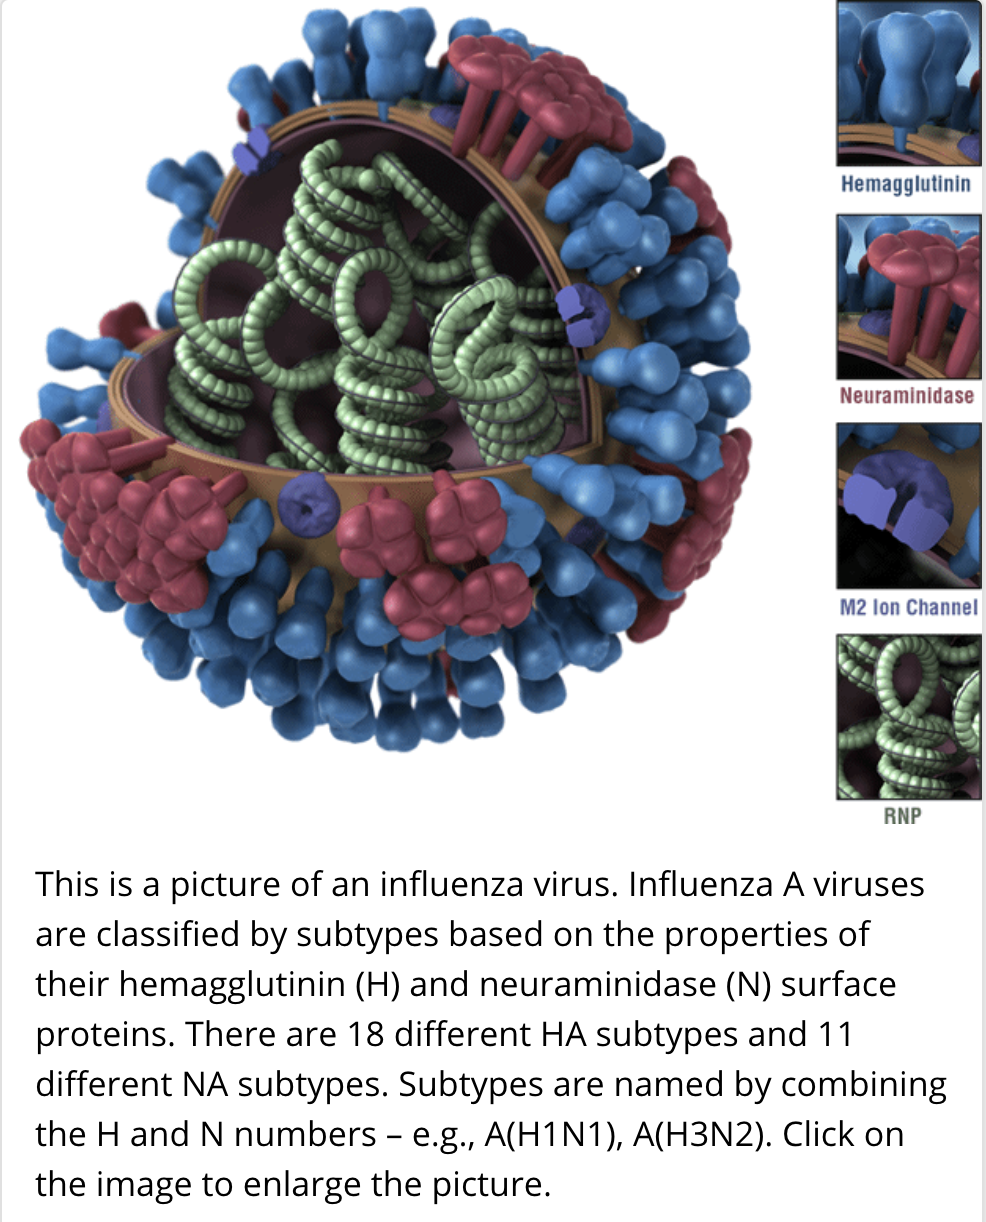 Hemagglutinin
Neuraminidase
M2 Ion Channel
RNP
This is a picture of an influenza virus. Influenza A viruses
are classified by subtypes based on the properties of
their hemagglutinin (H) and neuraminidase (N) surface
proteins. There are 18 different HA subtypes and 11
different NA subtypes. Subtypes are named by combining
the H and N numbers – e.g., A(H1N1), A(H3N2). Click on
the image to enlarge the picture.